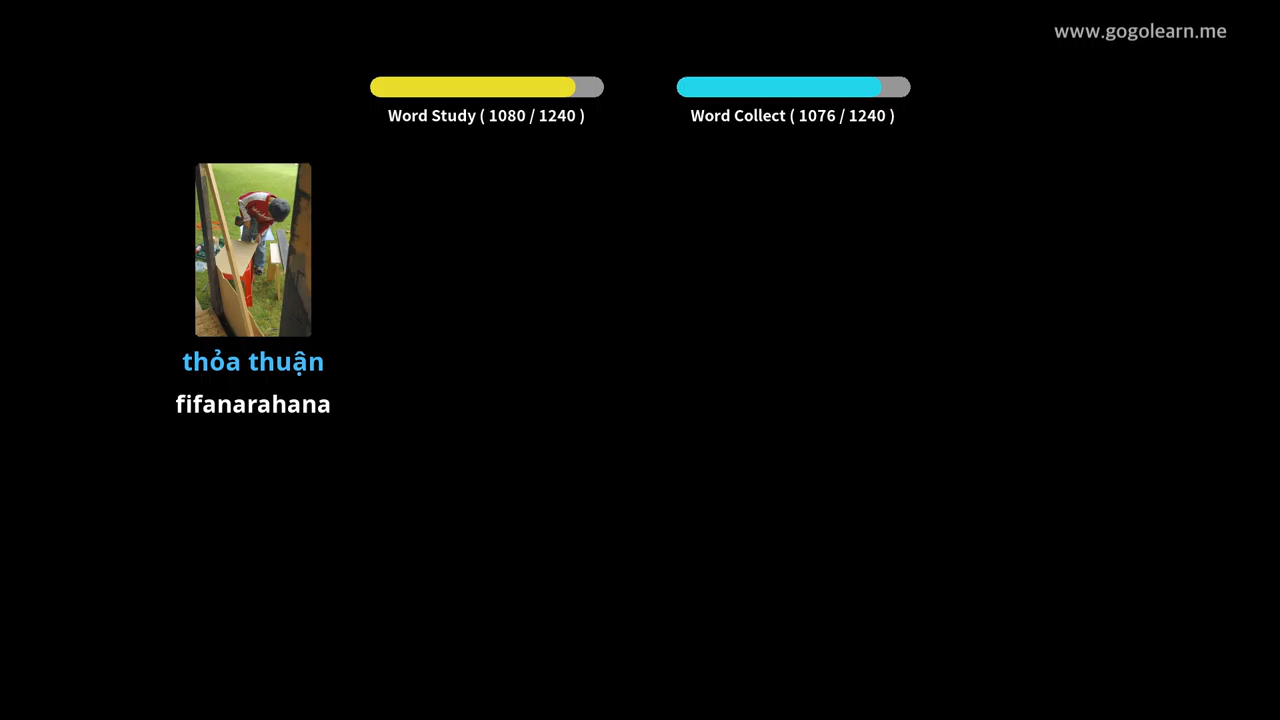 www.gogolearn.me
Word Study ( 1080 / 1240 )
Word Collect ( 1076 / 1240 )
thỏa thuận
fifanarahana